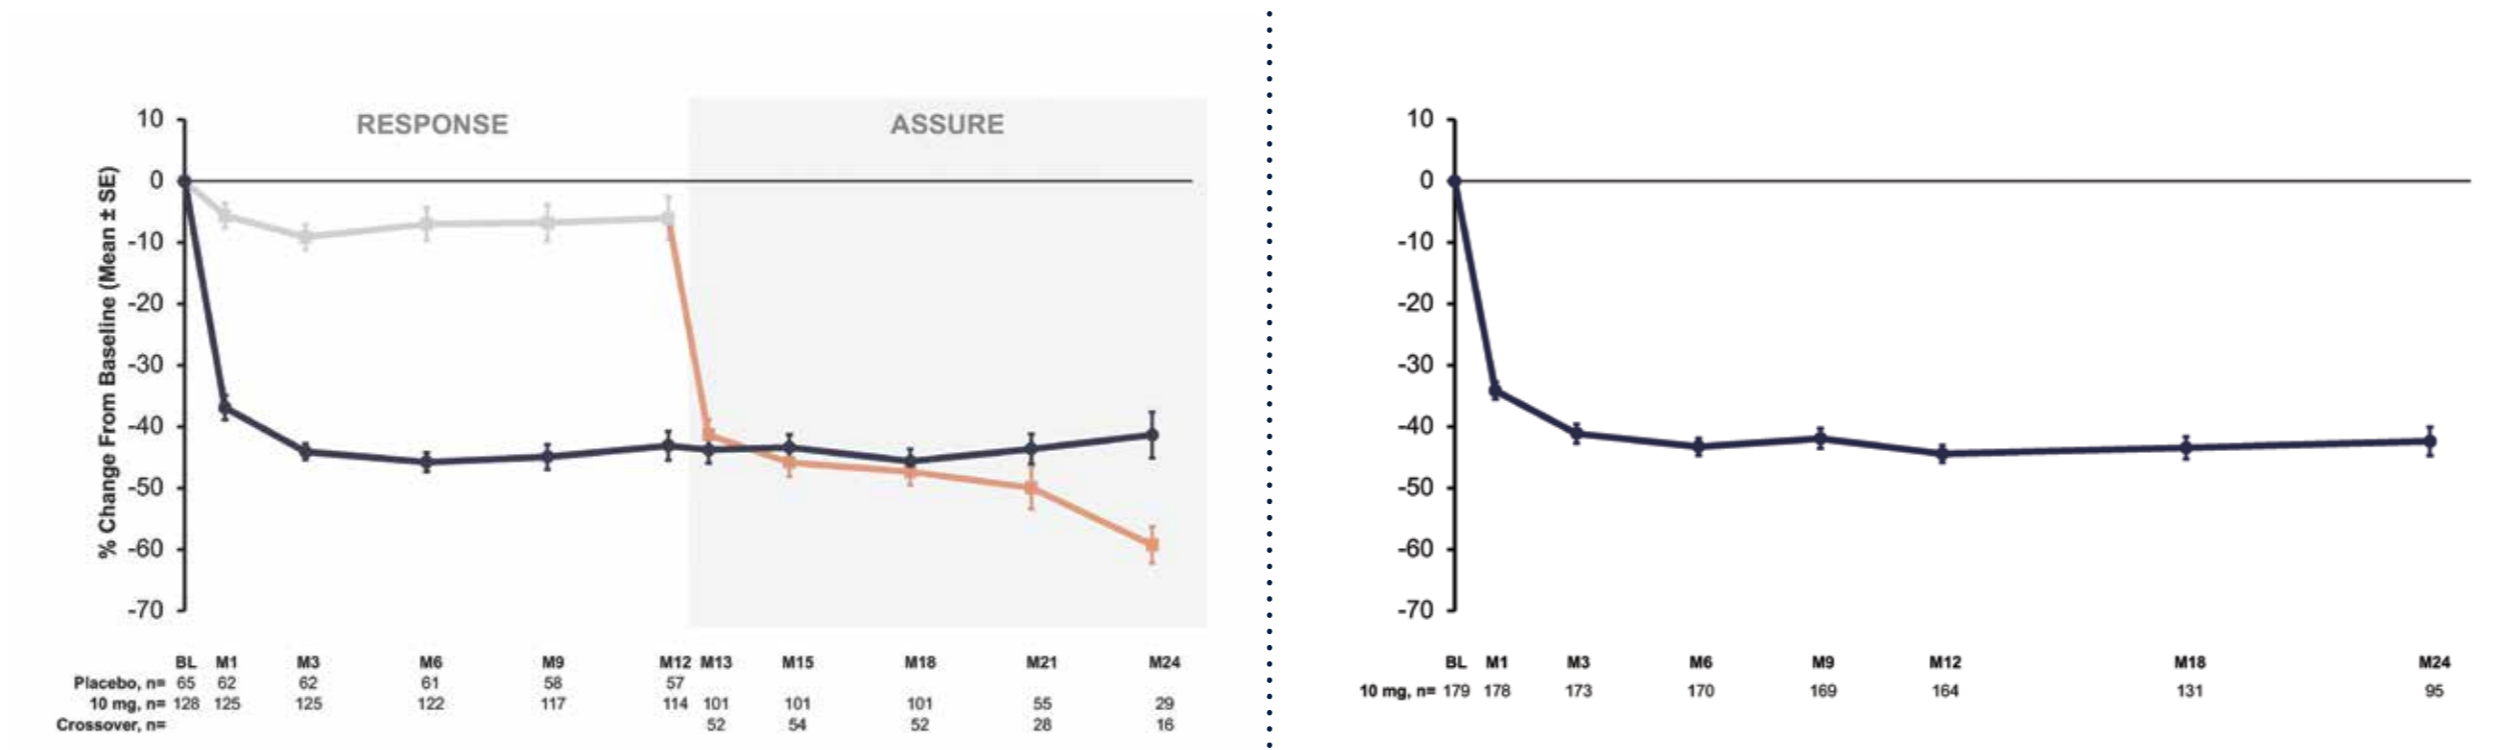 RESPONSE ASSURE
% Change From Baseline (Mean ± SE)
10
0
-10
-20
-30
-40
-50
-60
-70
BL M1 M3 M6 M9 M12 M13 M15 M18 M21 M24
Placebo, n= 65 62 62 61 58 57
10 mg, n= 128 125 125 122 117 114 101 101 101 55 29
Crossover, n= 52 54 52 28 16
10
0
-10
-20
-30
-40
-50
-60
-70
BL M1 M3 M6 M9 M12 M18 M24
10 mg, n= 179 178 173 170 169 164 131 95